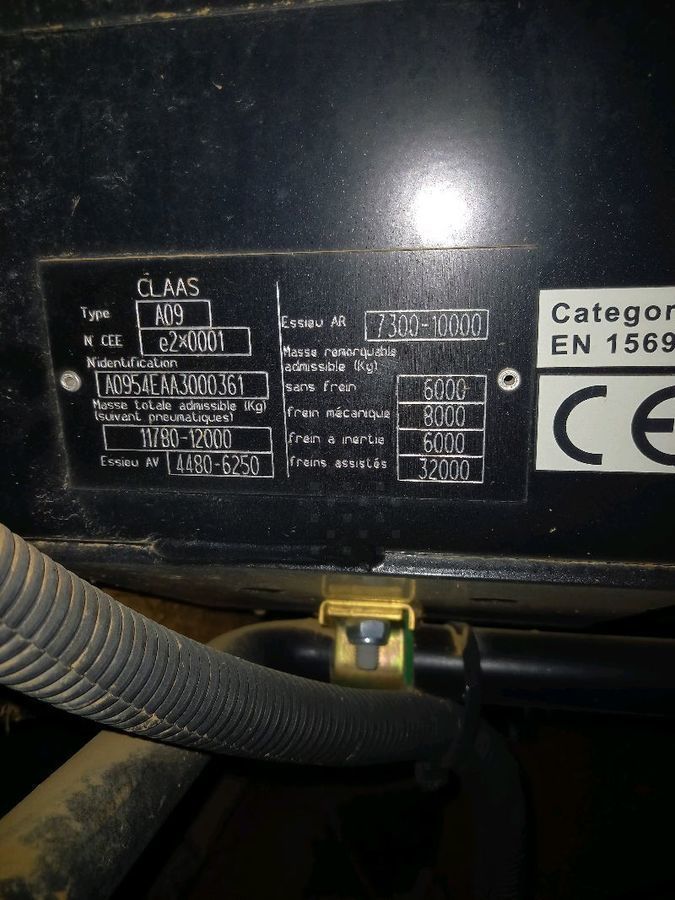 CLAAS
Type A09
N° CEE e2*0001
N°identification
A0954EAA3000361
Masse totale admissible (Kg)
(suivant pneumatiques)
11780-12000
Essieu AV 4480-6250
Essieu AR 7300-10000
Masse remorquable
admissible (Kg)
sans frein 6000
frein mécanique 8000
frein a inertie 6000
freins assistés 32000
Categor
EN 1569
CE